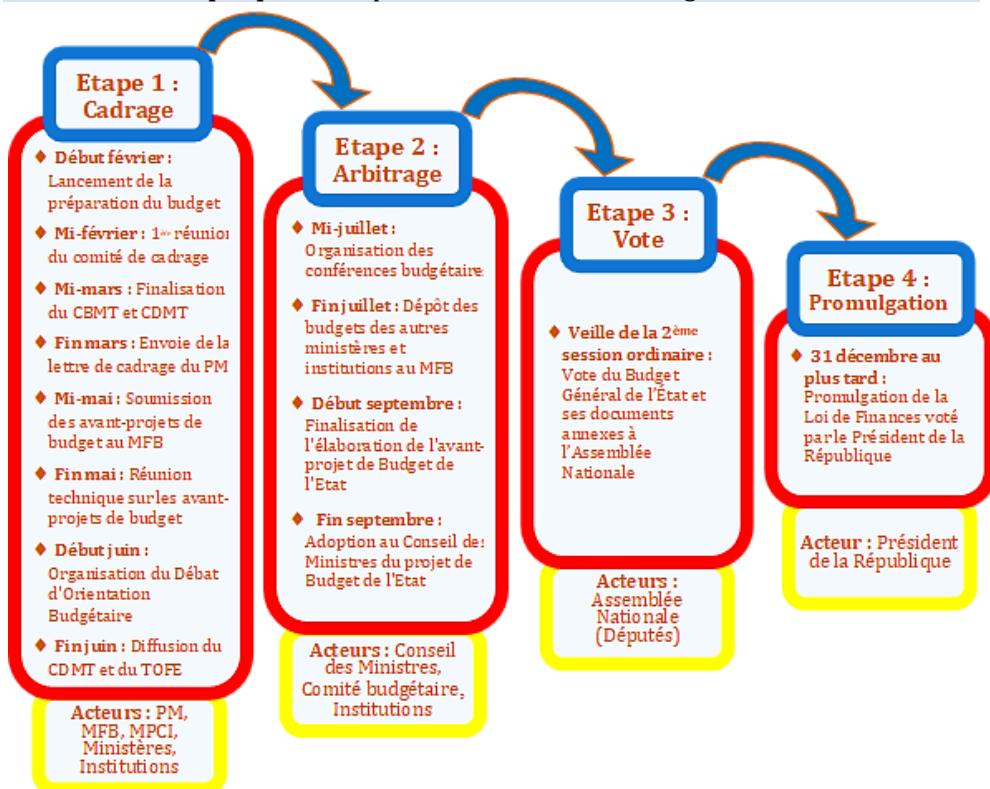 Etape 1 :
Cadrage
♦ Début février :
Lancement de la
préparation du budget
♦ Mi-février : 1ère réunion
du comité de cadrage
♦ Mi-mars : Finalisation
du CBMT et CDMT
♦ Fin mars : Envoie de la
lettre de cadrage du PM
♦ Mi-mai : Soumission
des avant-projets de
budget au MFB
♦ Fin mai : Réunion
technique sur les avant-
projets de budget
♦ Début juin :
Organisation du Débat
d'Orientation
Budgétaire
♦ Fin juin : Diffusion du
CDMT et du TOFE
Acteurs : PM,
MFB, MPCI,
Ministères,
Institutions
Etape 2 :
Arbitrage
♦ Mi-juillet :
Organisation des
conférences budgétaires
♦ Fin juillet : Dépôt des
budgets des autres
ministères et
institutions au MFB
♦ Début septembre :
Finalisation de
l'élaboration de l'avant-
projet de Budget de
l'Etat
♦ Fin septembre :
Adoption au Conseil des
Ministres du projet de
Budget de l'Etat
Acteurs : Conseil
des Ministres,
Comité budgétaire,
Institutions
Etape 3 :
Vote
♦ Veille de la 2ème
session ordinaire :
Vote du Budget
Général de l'État et
ses documents
annexes à
l'Assemblée
Nationale
Acteurs :
Assemblée
Nationale
(Députés)
Etape 4 :
Promulgation
♦ 31 décembre au
plus tard :
Promulgation de la
Loi de Finances voté
par le Président de la
République
Acteur : Président
de la République